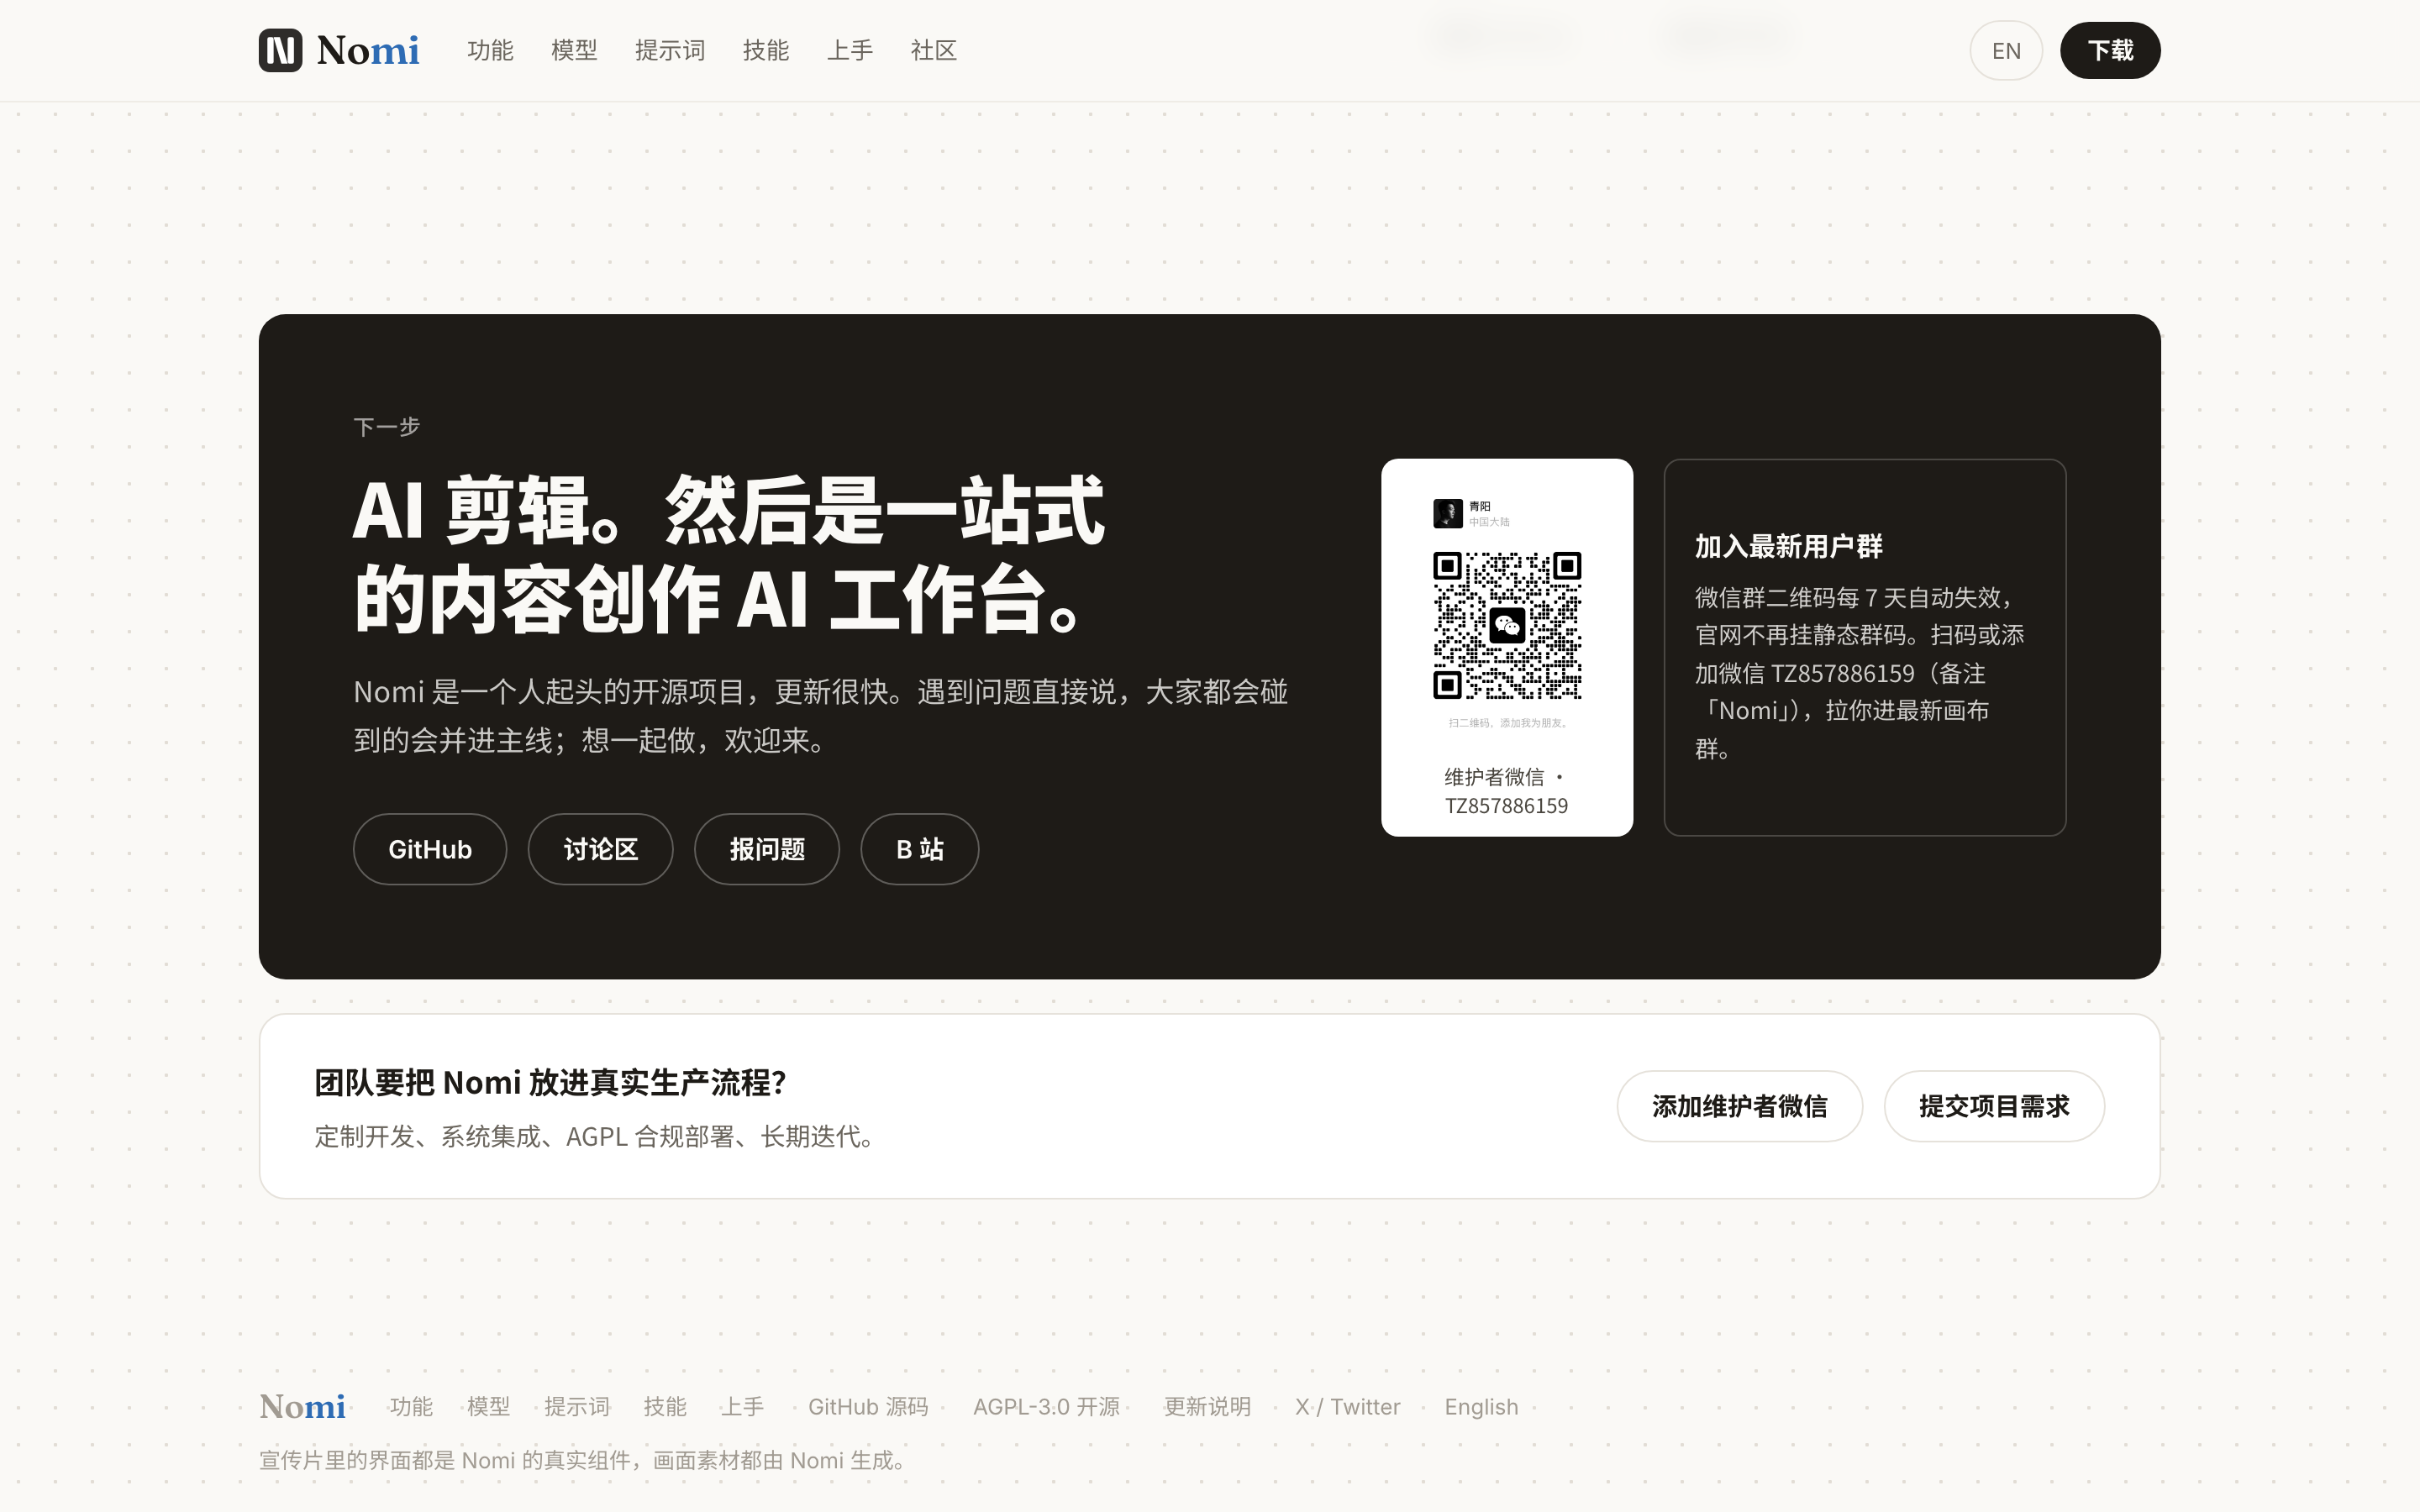 Nomi
功能
模型
提示词
技能
上手
社区
EN
下载
下一步
AI 剪辑。然后是一站式
的内容创作 AI 工作台。
Nomi 是一个人起头的开源项目，更新很快。遇到问题直接说，大家都会碰
到的会并进主线；想一起做，欢迎来。
GitHub
讨论区
报问题
B 站
青阳
中国大陆
扫二维码，添加我为朋友。
维护者微信 ·
TZ857886159
加入最新用户群
微信群二维码每 7 天自动失效，
官网不再挂静态群码。扫码或添
加微信 TZ857886159（备注
「Nomi」），拉你进最新画布
群。
团队要把 Nomi 放进真实生产流程？
定制开发、系统集成、AGPL 合规部署、长期迭代。
添加维护者微信
提交项目需求
Nomi
功能
模型
提示词
技能
上手
GitHub 源码
AGPL-3.0 开源
更新说明
X / Twitter
English
宣传片里的界面都是 Nomi 的真实组件，画面素材都由 Nomi 生成。